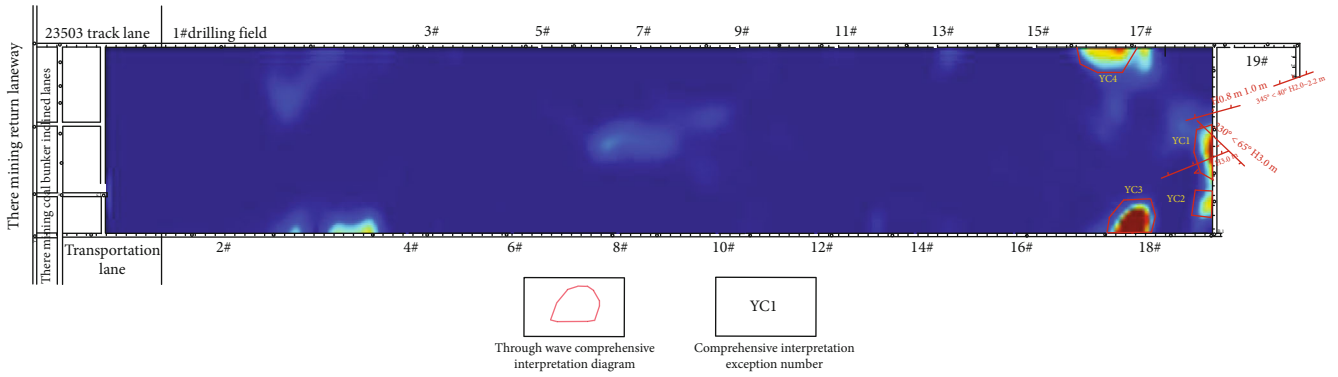 There mining return laneway
There mining coal bunker inclined lanes
23503 track lane
1#drilling field
3#
5#
7#
9#
11#
13#
15#
17#
19#
YC4
0.8 m 1.0 m
345° < 40° H2.0~2.2 m
YC1
230° < 65° H3.0 m
YC3
YC2
Transportation
lane
2#
4#
6#
8#
10#
12#
14#
16#
18#
YC1
Through wave comprehensive
interpretation diagram
Comprehensive interpretation
exception number